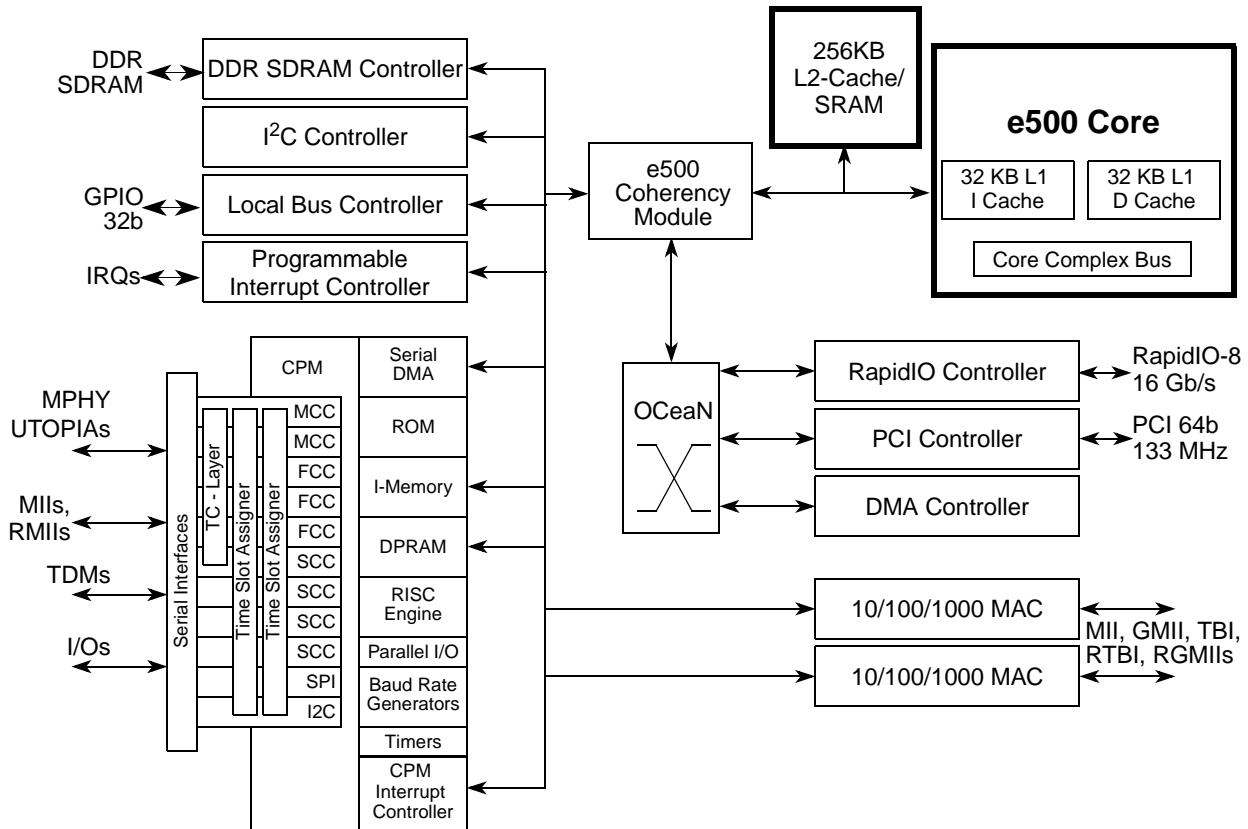 DDR
SDRAM
DDR SDRAM Controller
I²C Controller
GPIO
32b
Local Bus Controller
IRQs
Programmable
Interrupt Controller
256KB
L2-Cache/
SRAM
e500 Core
32 KB L1
I Cache
32 KB L1
D Cache
Core Complex Bus
e500
Coherency
Module
OCeaN
RapidIO Controller
RapidIO-8
16 Gb/s
PCI Controller
PCI 64b
133 MHz
DMA Controller
10/100/1000 MAC
10/100/1000 MAC
MII, GMII, TBI,
RTBI, RGMIIs
MPHY
UTOPIAs
MIIs,
RMIIs
TDMs
I/Os
Serial Interfaces
TC - Layer
Time Slot Assigner
Time Slot Assigner
CPM
MCC
MCC
FCC
FCC
FCC
SCC
SCC
SCC
SCC
SPI
I2C
Serial
DMA
ROM
I-Memory
DPRAM
RISC
Engine
Parallel I/O
Baud Rate
Generators
Timers
CPM
Interrupt
Controller